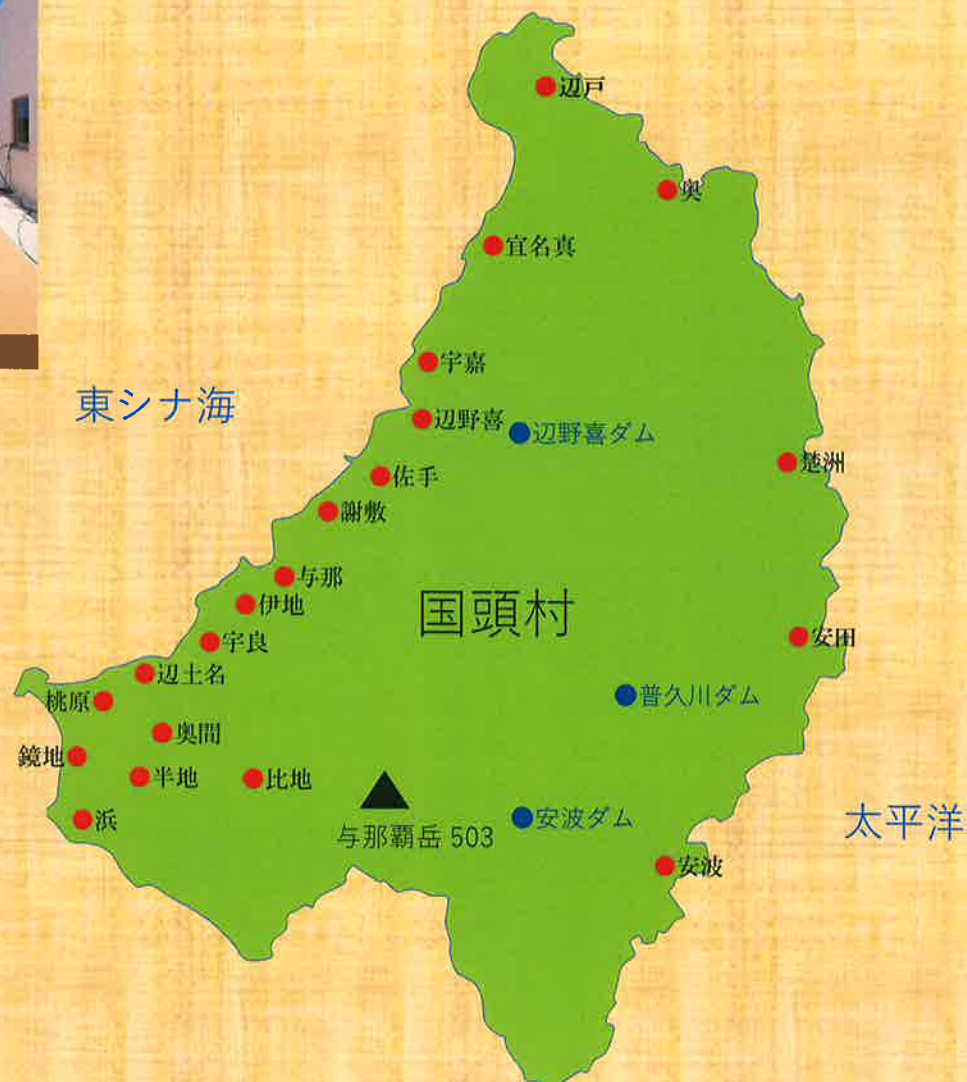 辺戸
奥
宜名真
宇嘉
東シナ海
辺野喜
辺野喜ダム
楚洲
佐手
謝敷
与那
伊地
国頭村
安田
宇良
辺土名
桃原
普久川ダム
奥間
鏡地
半地
比地
浜
安波ダム
太平洋
与那覇岳 503
安波